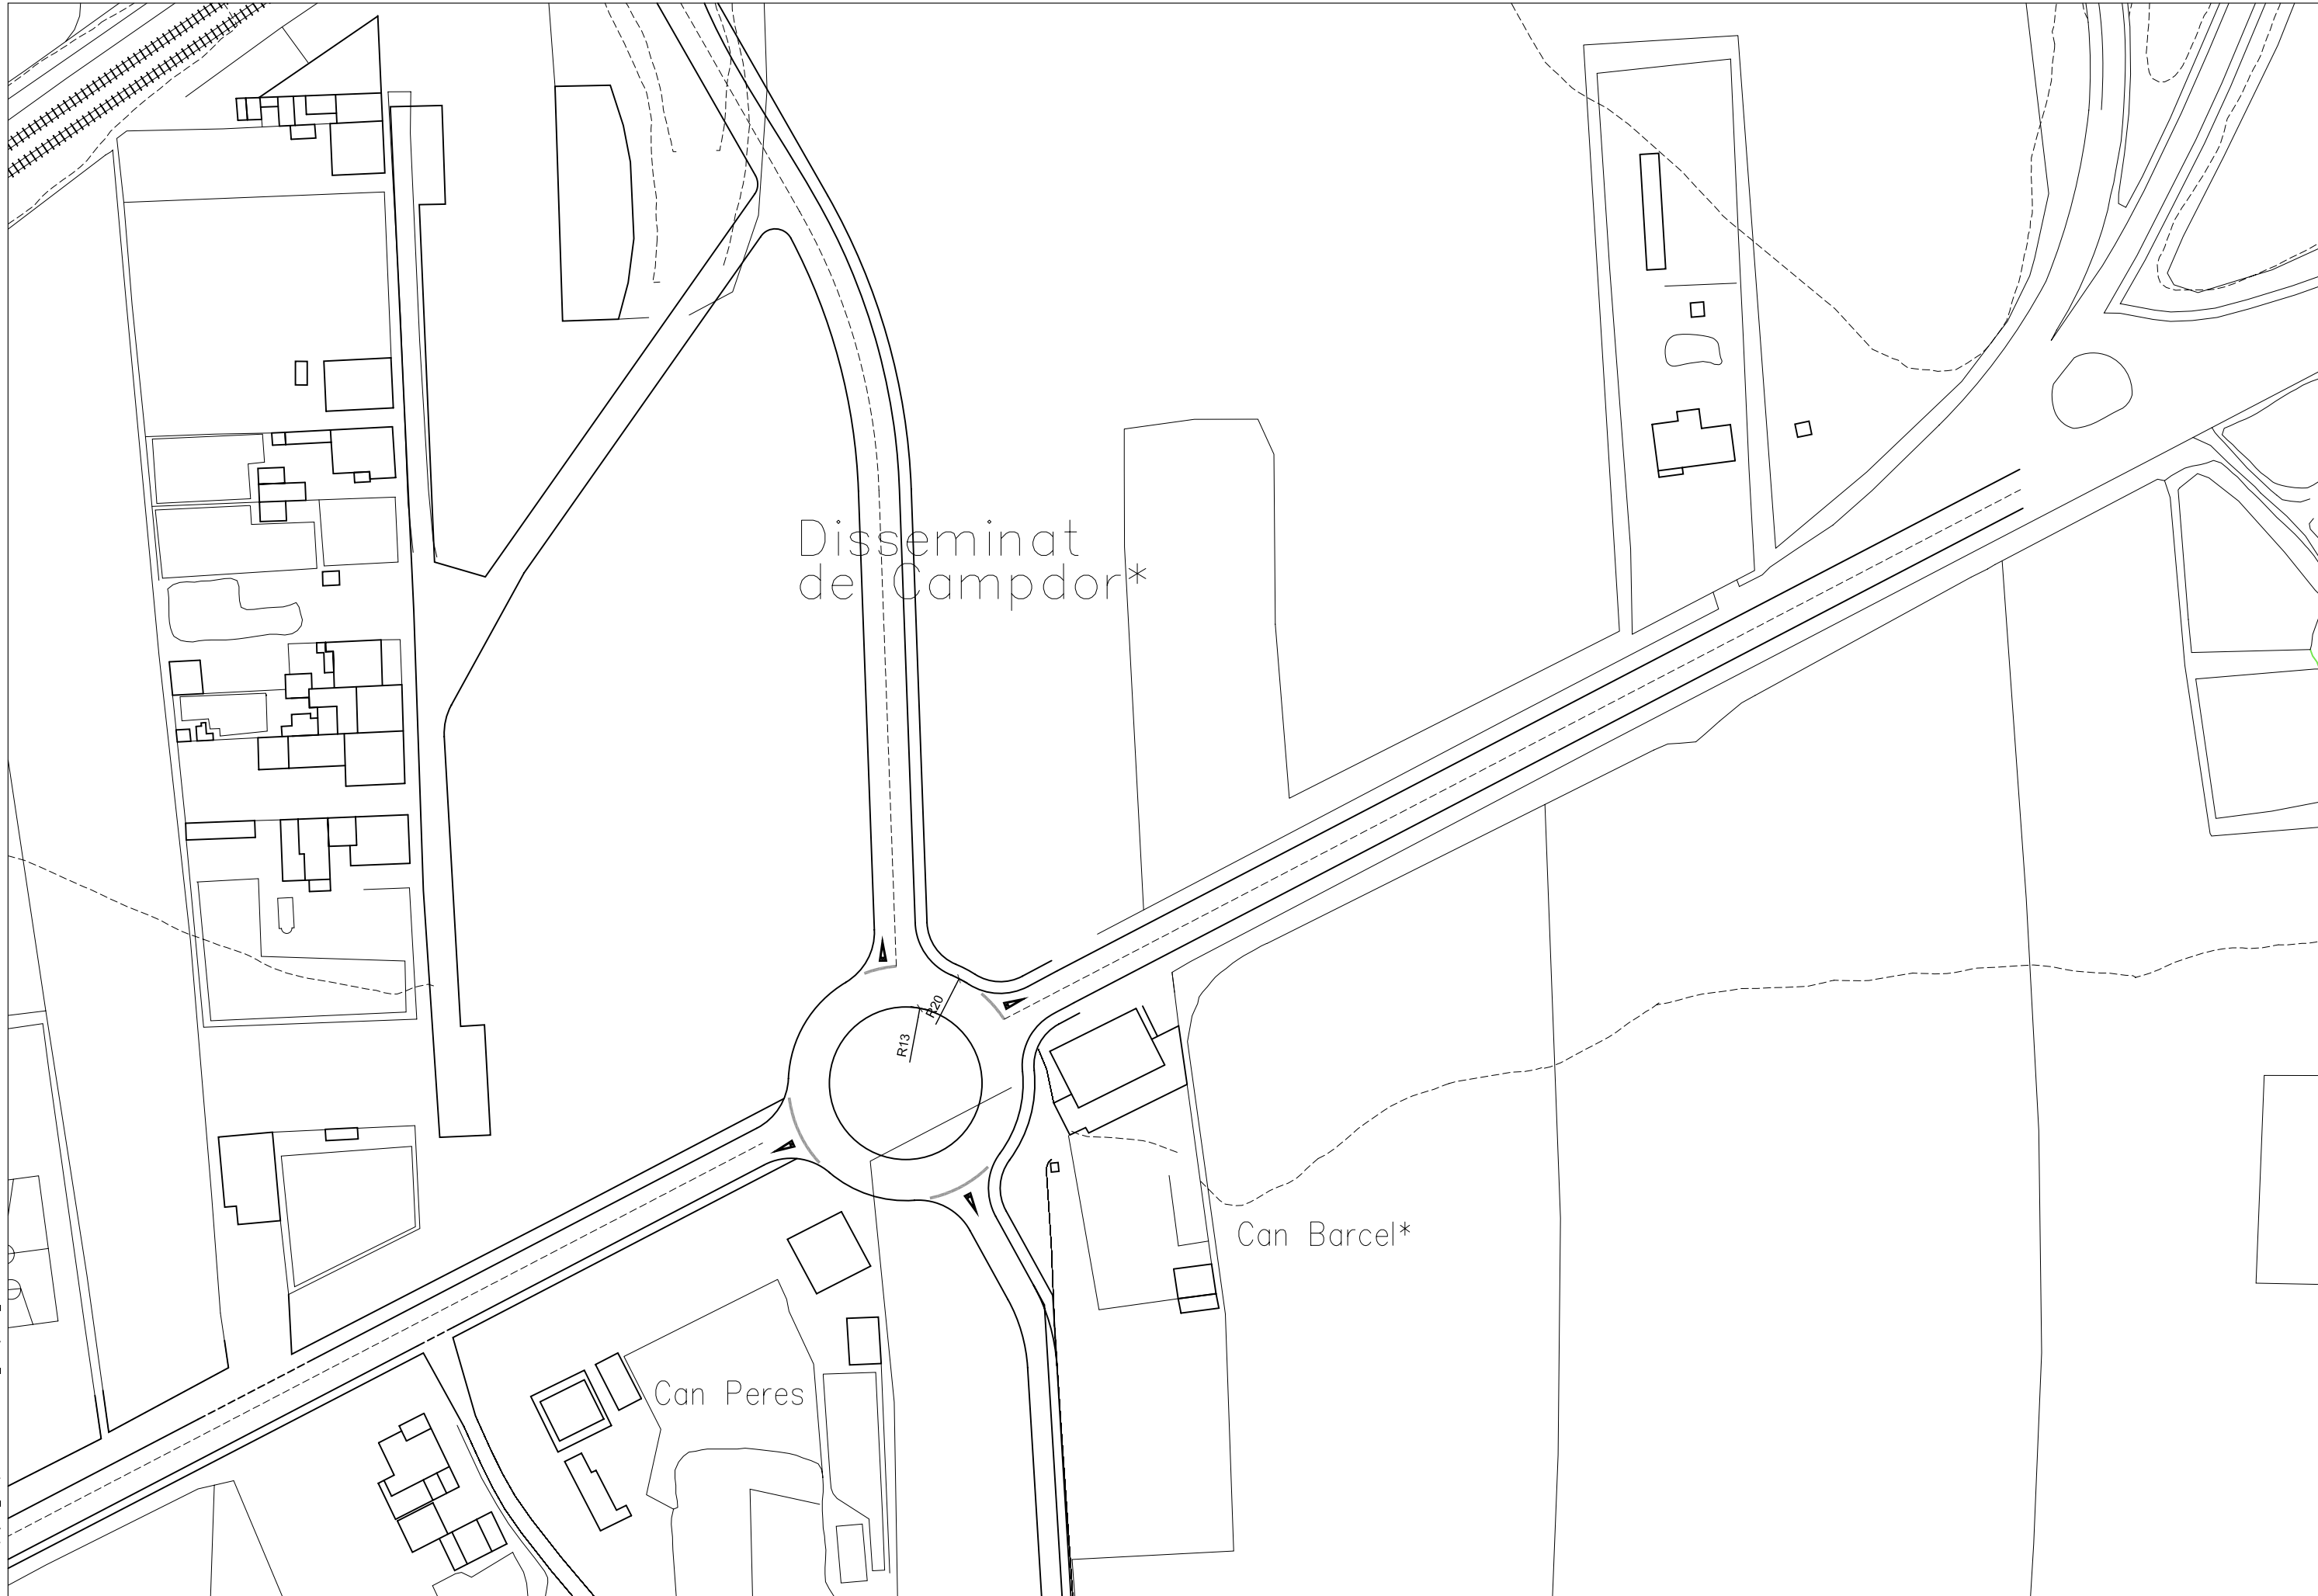 Disseminat
de Campdor*
R20
R13
Can Barcel*
Can Peres